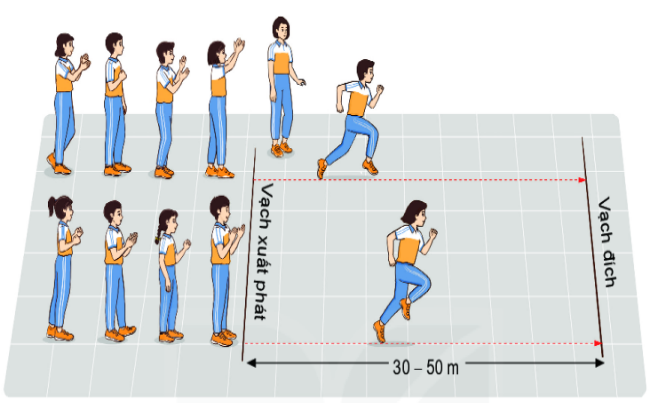 Vạch xuất phát
Vạch đích
30 – 50 m